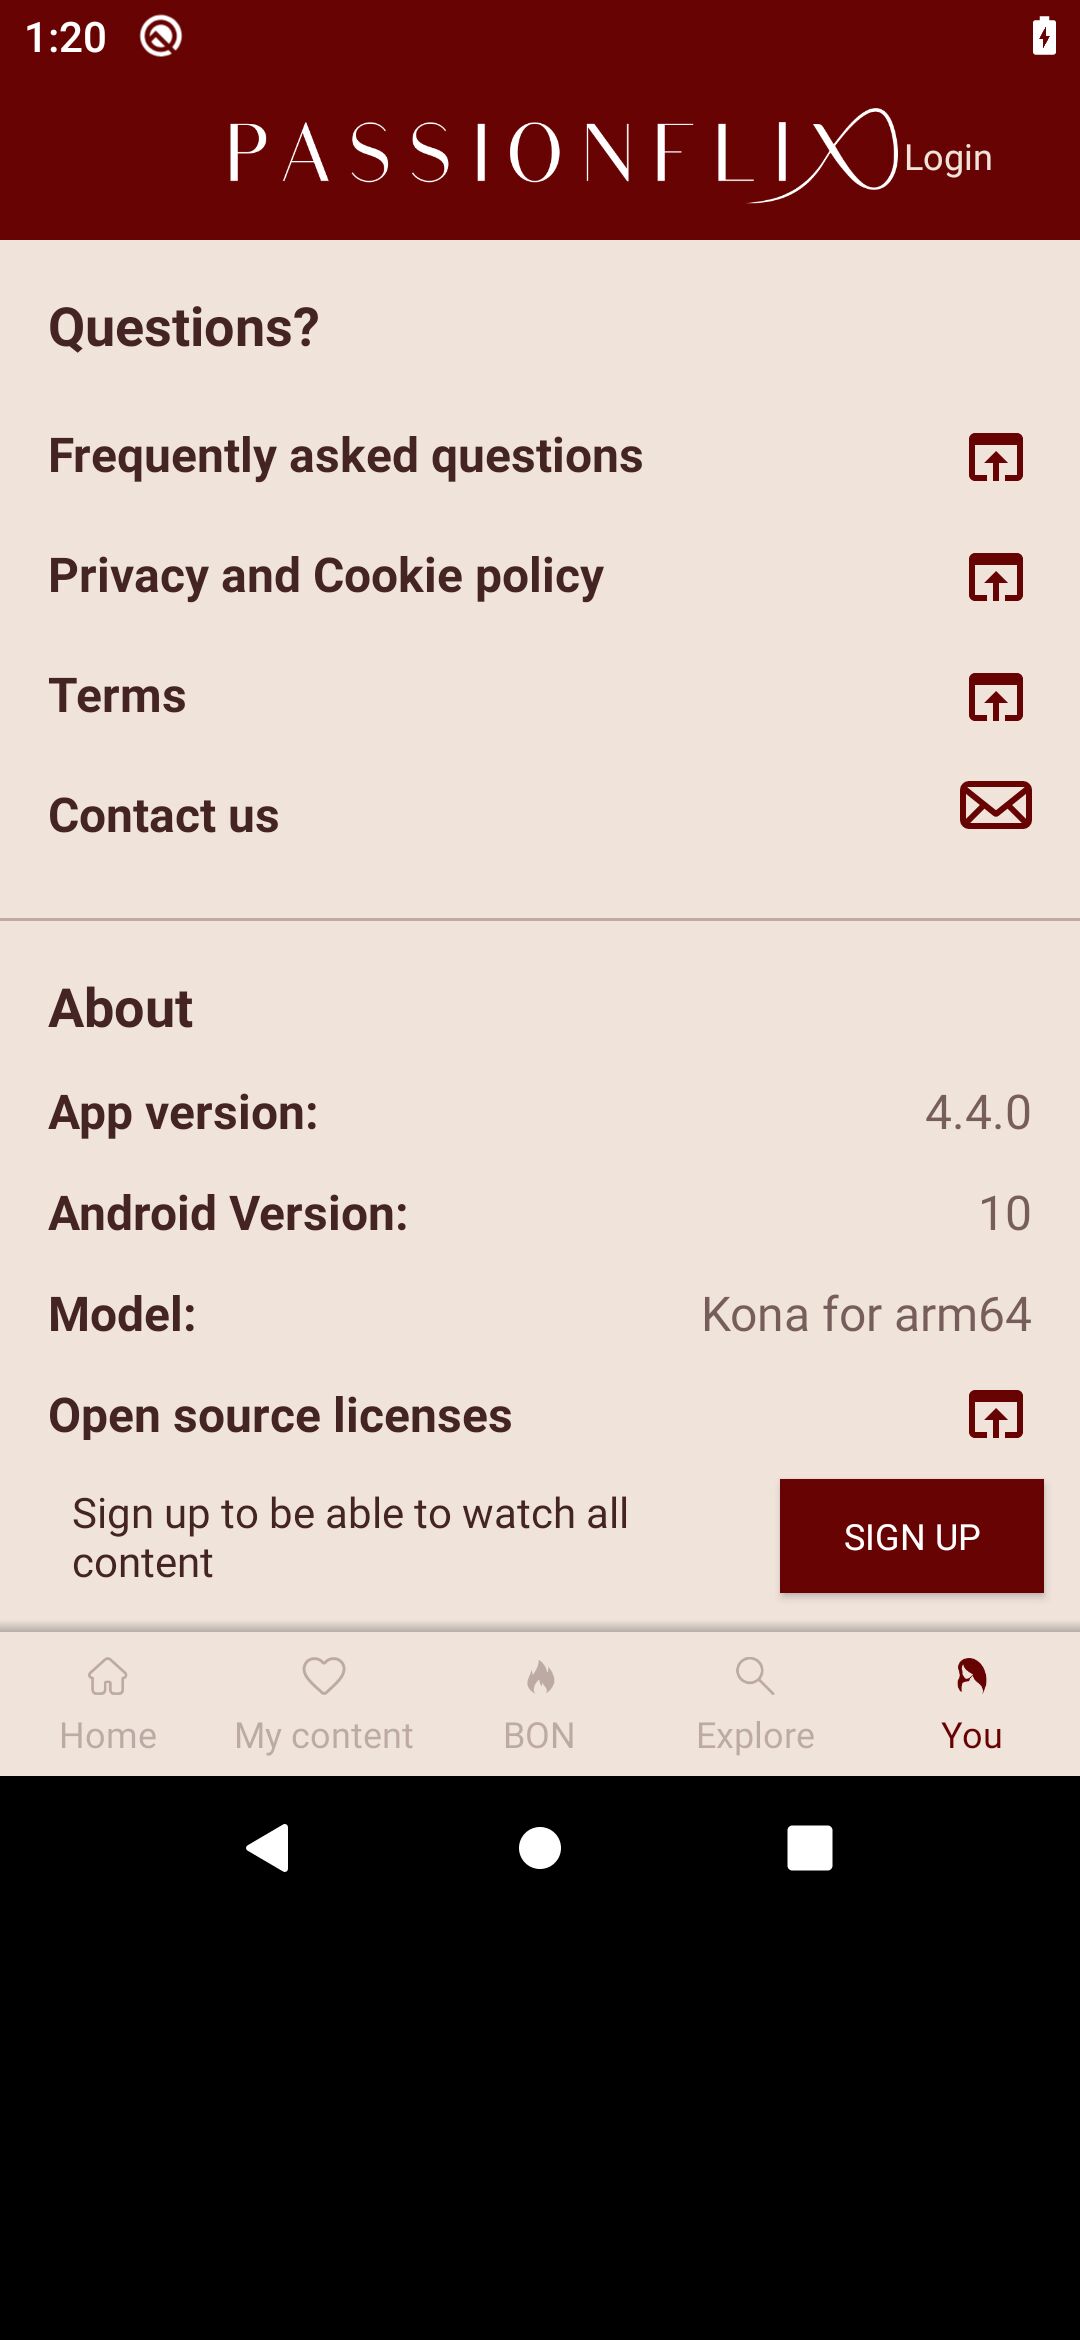 1:20
PASSIONFLIX
Login
Questions?
Frequently asked questions
Privacy and Cookie policy
Terms
Contact us
About
App version: 4.4.0
Android Version: 10
Model: Kona for arm64
Open source licenses
Sign up to be able to watch all
content
SIGN UP
Home My content BON Explore You